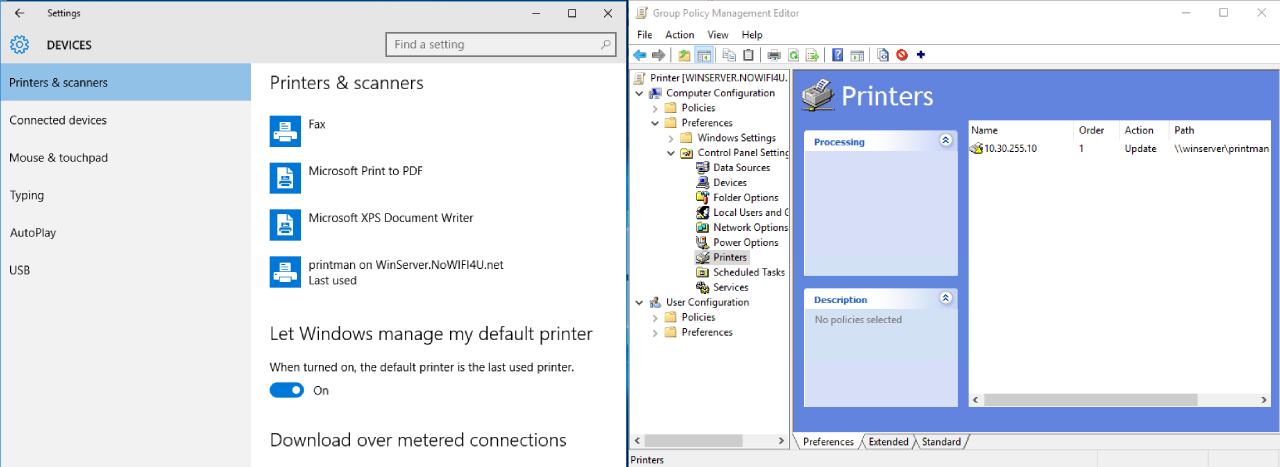 Settings
DEVICES
Find a setting
Printers & scanners
Connected devices
Mouse & touchpad
Typing
AutoPlay
USB
Printers & scanners
Fax
Microsoft Print to PDF
Microsoft XPS Document Writer
printman on WinServer.NoWIFI4U.net
Last used
Let Windows manage my default printer
When turned on, the default printer is the last used printer.
On
Download over metered connections
Group Policy Management Editor
File Action View Help
Printer [WINSERVER.NOWIFI4U.
Computer Configuration
Policies
Preferences
Windows Settings
Control Panel Setting
Data Sources
Devices
Folder Options
Local Users and G
Network Options
Power Options
Printers
Scheduled Tasks
Services
User Configuration
Policies
Preferences
Printers
Processing
Description
No policies selected
Name Order Action Path
10.30.255.10 1 Update \\winserver\printman
Preferences Extended Standard
Printers